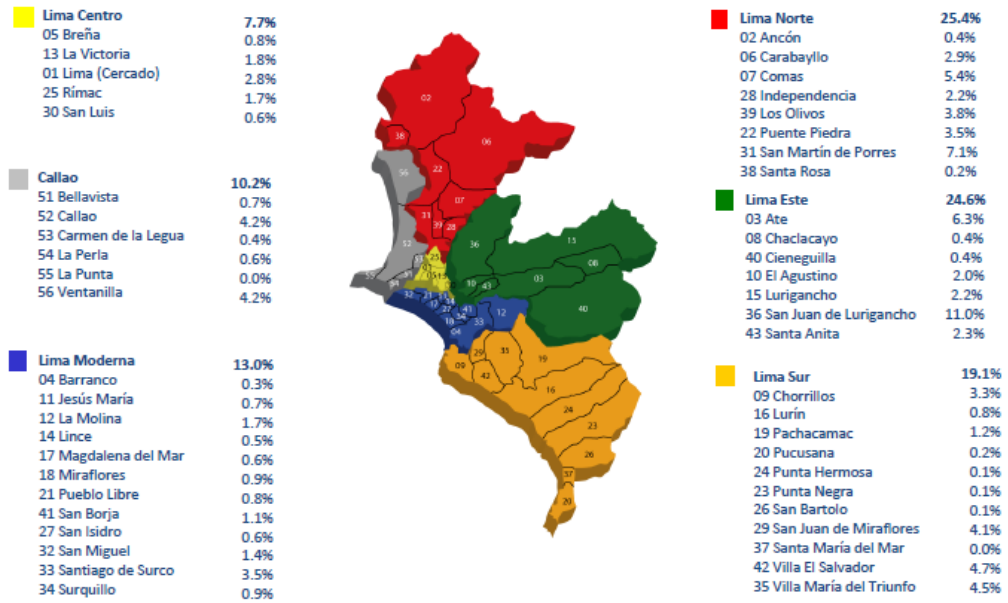 Lima Centro 7.7%
05 Breña 0.8%
13 La Victoria 1.8%
01 Lima (Cercado) 2.8%
25 Rímac 1.7%
30 San Luis 0.6%
Callao 10.2%
51 Bellavista 0.7%
52 Callao 4.2%
53 Carmen de la Legua 0.4%
54 La Perla 0.6%
55 La Punta 0.0%
56 Ventanilla 4.2%
Lima Moderna 13.0%
04 Barranco 0.3%
11 Jesús María 0.7%
12 La Molina 1.7%
14 Lince 0.5%
17 Magdalena del Mar 0.6%
18 Miraflores 0.9%
21 Pueblo Libre 0.8%
41 San Borja 1.1%
27 San Isidro 0.6%
32 San Miguel 1.4%
33 Santiago de Surco 3.5%
34 Surquillo 0.9%
02
38
06
56
22
07
31
39
28
52
25
36
15
08
03
10
43
40
32
41
12
33
18
04
09
29
35
19
42
16
24
23
26
37
20
Lima Norte 25.4%
02 Ancón 0.4%
06 Carabayllo 2.9%
07 Comas 5.4%
28 Independencia 2.2%
39 Los Olivos 3.8%
22 Puente Piedra 3.5%
31 San Martín de Porres 7.1%
38 Santa Rosa 0.2%
Lima Este 24.6%
03 Ate 6.3%
08 Chaclacayo 0.4%
40 Cieneguilla 0.4%
10 El Agustino 2.0%
15 Lurigancho 2.2%
36 San Juan de Lurigancho 11.0%
43 Santa Anita 2.3%
Lima Sur 19.1%
09 Chorrillos 3.3%
16 Lurín 0.8%
19 Pachacamac 1.2%
20 Pucusana 0.2%
24 Punta Hermosa 0.1%
23 Punta Negra 0.1%
26 San Bartolo 0.1%
29 San Juan de Miraflores 4.1%
37 Santa María del Mar 0.0%
42 Villa El Salvador 4.7%
35 Villa María del Triunfo 4.5%